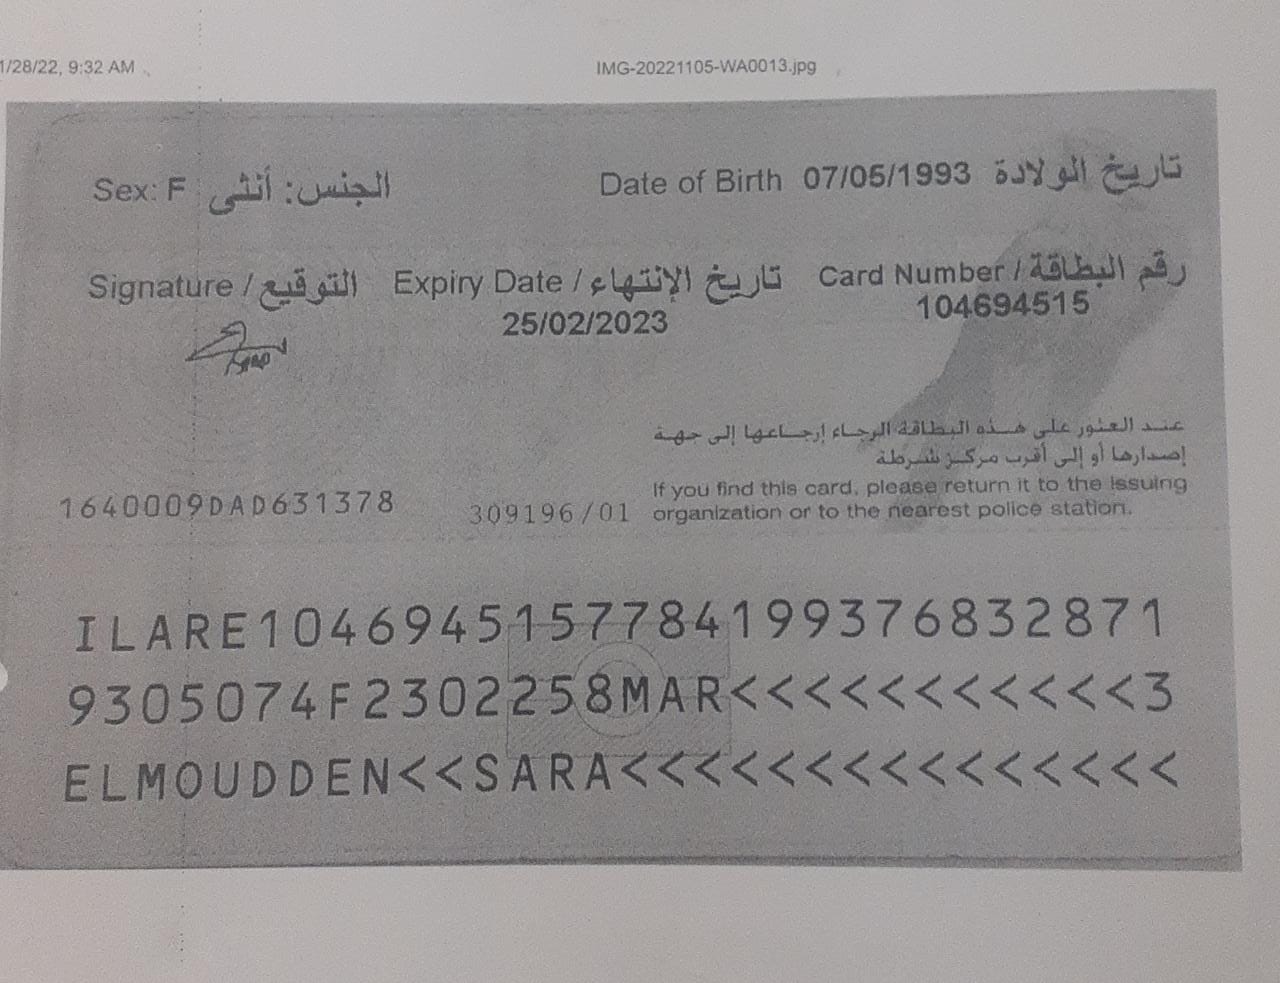 1/28/22, 9:32 AM IMG-20221105-WA0013.jpg
Sex: F الجنس: أنثى Date of Birth 07/05/1993 تاريخ الولادة
Signature / التوقيع Expiry Date / تاريخ الإنتهاء Card Number / رقم البطاقة
25/02/2023 104694515
عند العثور على هذه البطاقة الرجاء إرجاعها إلى جهة
إصدارها أو إلى أقرب مركز شرطة
If you find this card, please return it to the issuing
1640009DAD631378 309196/01 organization or to the nearest police station.
ILARE1046945157784199376832871
9305074F2302258MAR<<<<<<<<<<<3
ELMOUDDEN<<SARA<<<<<<<<<<<<<<<